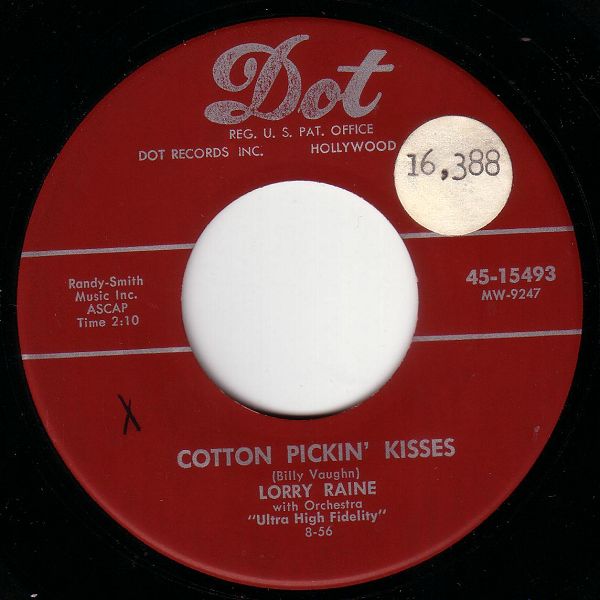 Dot
REG. U. S. PAT. OFFICE
DOT RECORDS INC. HOLLYWOOD
16,388
Randy-Smith
Music Inc.
ASCAP
Time 2:10
45-15493
MW-9247
X
COTTON PICKIN' KISSES
(Billy Vaughn)
LORRY RAINE
with Orchestra
"Ultra High Fidelity"
8-56